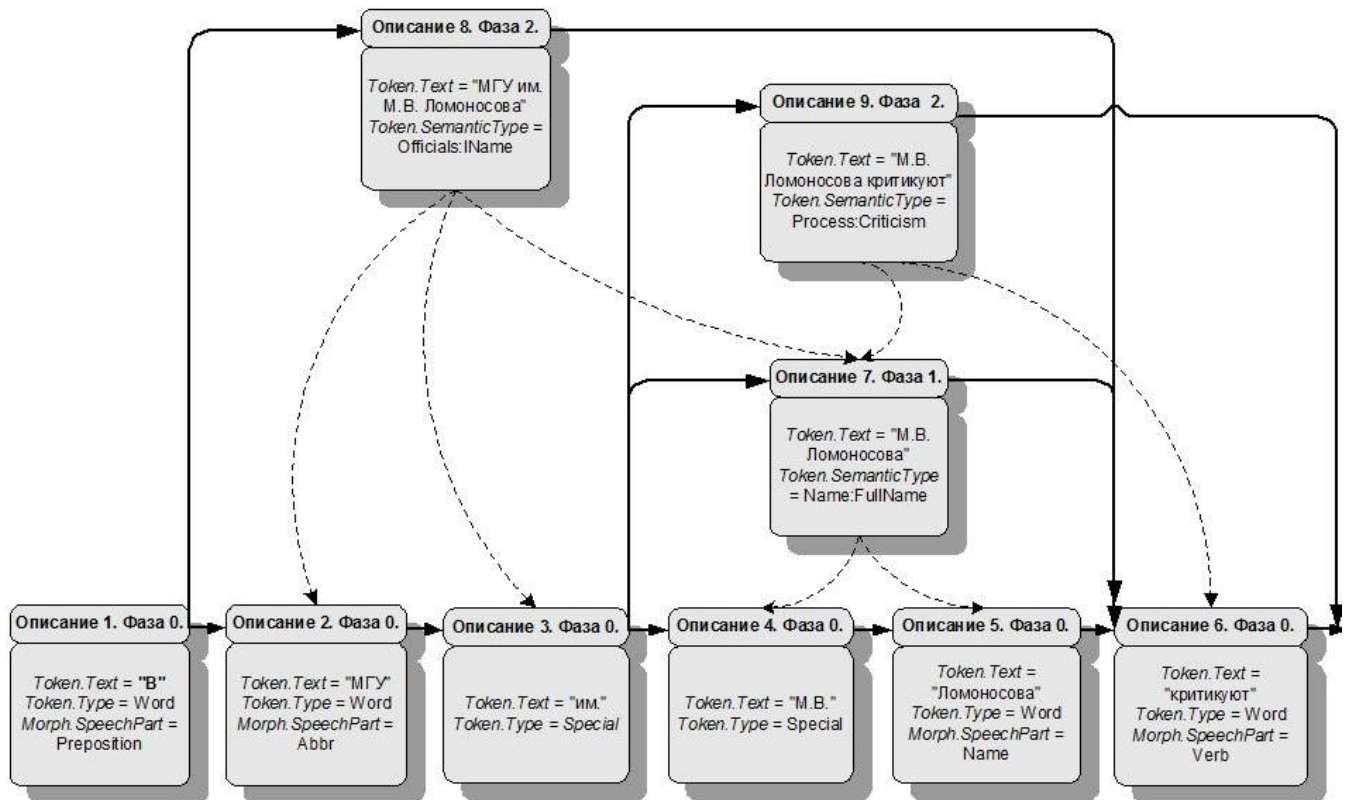 Описание 8. Фаза 2.
Token.Text = "МГУ им.
М.В. Ломоносова"
Token.SemanticType =
Officials:IName
Описание 9. Фаза 2.
Token.Text = "М.В.
Ломоносова критикуют"
Token.SemanticType =
Process:Criticism
Описание 7. Фаза 1.
Token.Text = "М.В.
Ломоносова"
Token.SemanticType
= Name:FullName
Описание 1. Фаза 0.
Token.Text = "В"
Token.Type = Word
Morph.SpeechPart =
Preposition
Описание 2. Фаза 0.
Token.Text = "МГУ"
Token.Type = Word
Morph.SpeechPart =
Abbr
Описание 3. Фаза 0.
Token.Text = "им."
Token.Type = Special
Описание 4. Фаза 0.
Token.Text = "М.В."
Token.Type = Special
Описание 5. Фаза 0.
Token.Text =
"Ломоносова"
Token.Type = Word
Morph.SpeechPart =
Name
Описание 6. Фаза 0.
Token.Text =
"критикуют"
Token.Type = Word
Morph.SpeechPart =
Verb